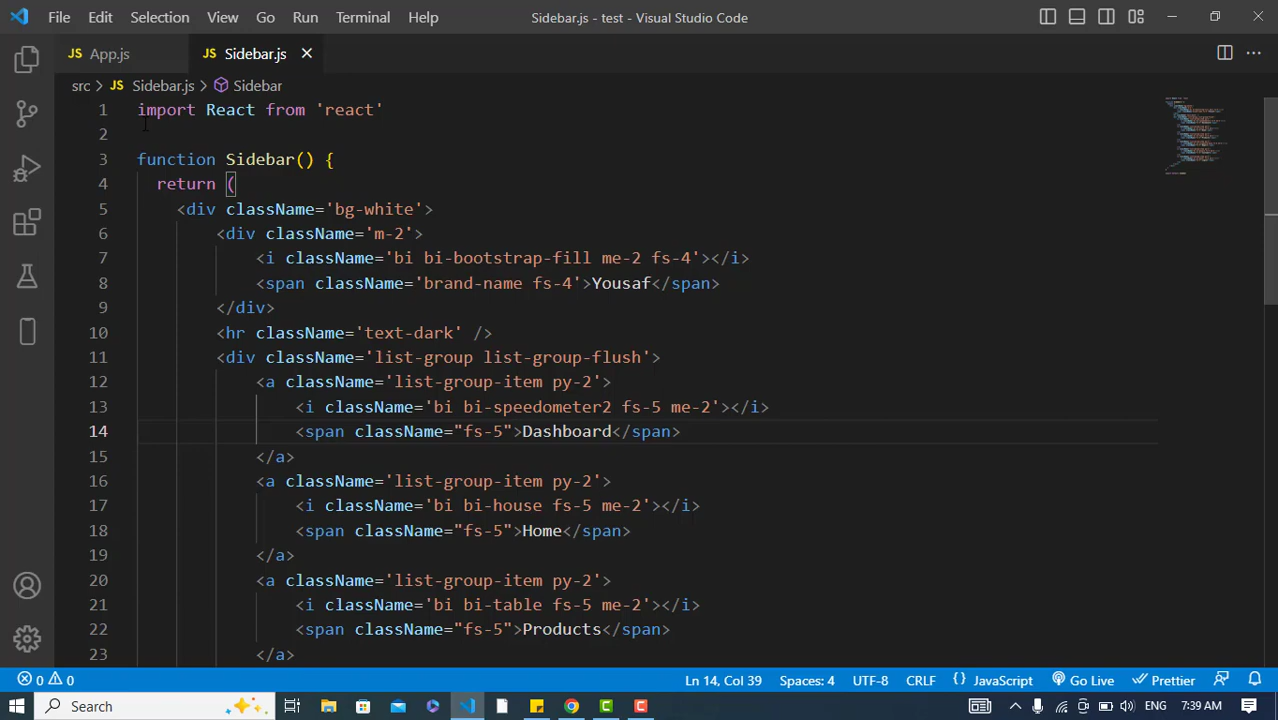 File Edit Selection View Go Run Terminal Help Sidebar.js - test - Visual Studio Code
JS App.js JS Sidebar.js
src > JS Sidebar.js > Sidebar
1 import React from 'react'
2
3 function Sidebar() {
4 return (
5 <div className='bg-white'>
6 <div className='m-2'>
7 <i className='bi bi-bootstrap-fill me-2 fs-4'></i>
8 <span className='brand-name fs-4'>Yousaf</span>
9 </div>
10 <hr className='text-dark' />
11 <div className='list-group list-group-flush'>
12 <a className='list-group-item py-2'>
13 <i className='bi bi-speedometer2 fs-5 me-2'></i>
14 <span className="fs-5">Dashboard</span>
15 </a>
16 <a className='list-group-item py-2'>
17 <i className='bi bi-house fs-5 me-2'></i>
18 <span className="fs-5">Home</span>
19 </a>
20 <a className='list-group-item py-2'>
21 <i className='bi bi-table fs-5 me-2'></i>
22 <span className="fs-5">Products</span>
23 </a>
0 0 Ln 14, Col 39 Spaces: 4 UTF-8 CRLF {} JavaScript Go Live Prettier
Search ENG 7:39 AM